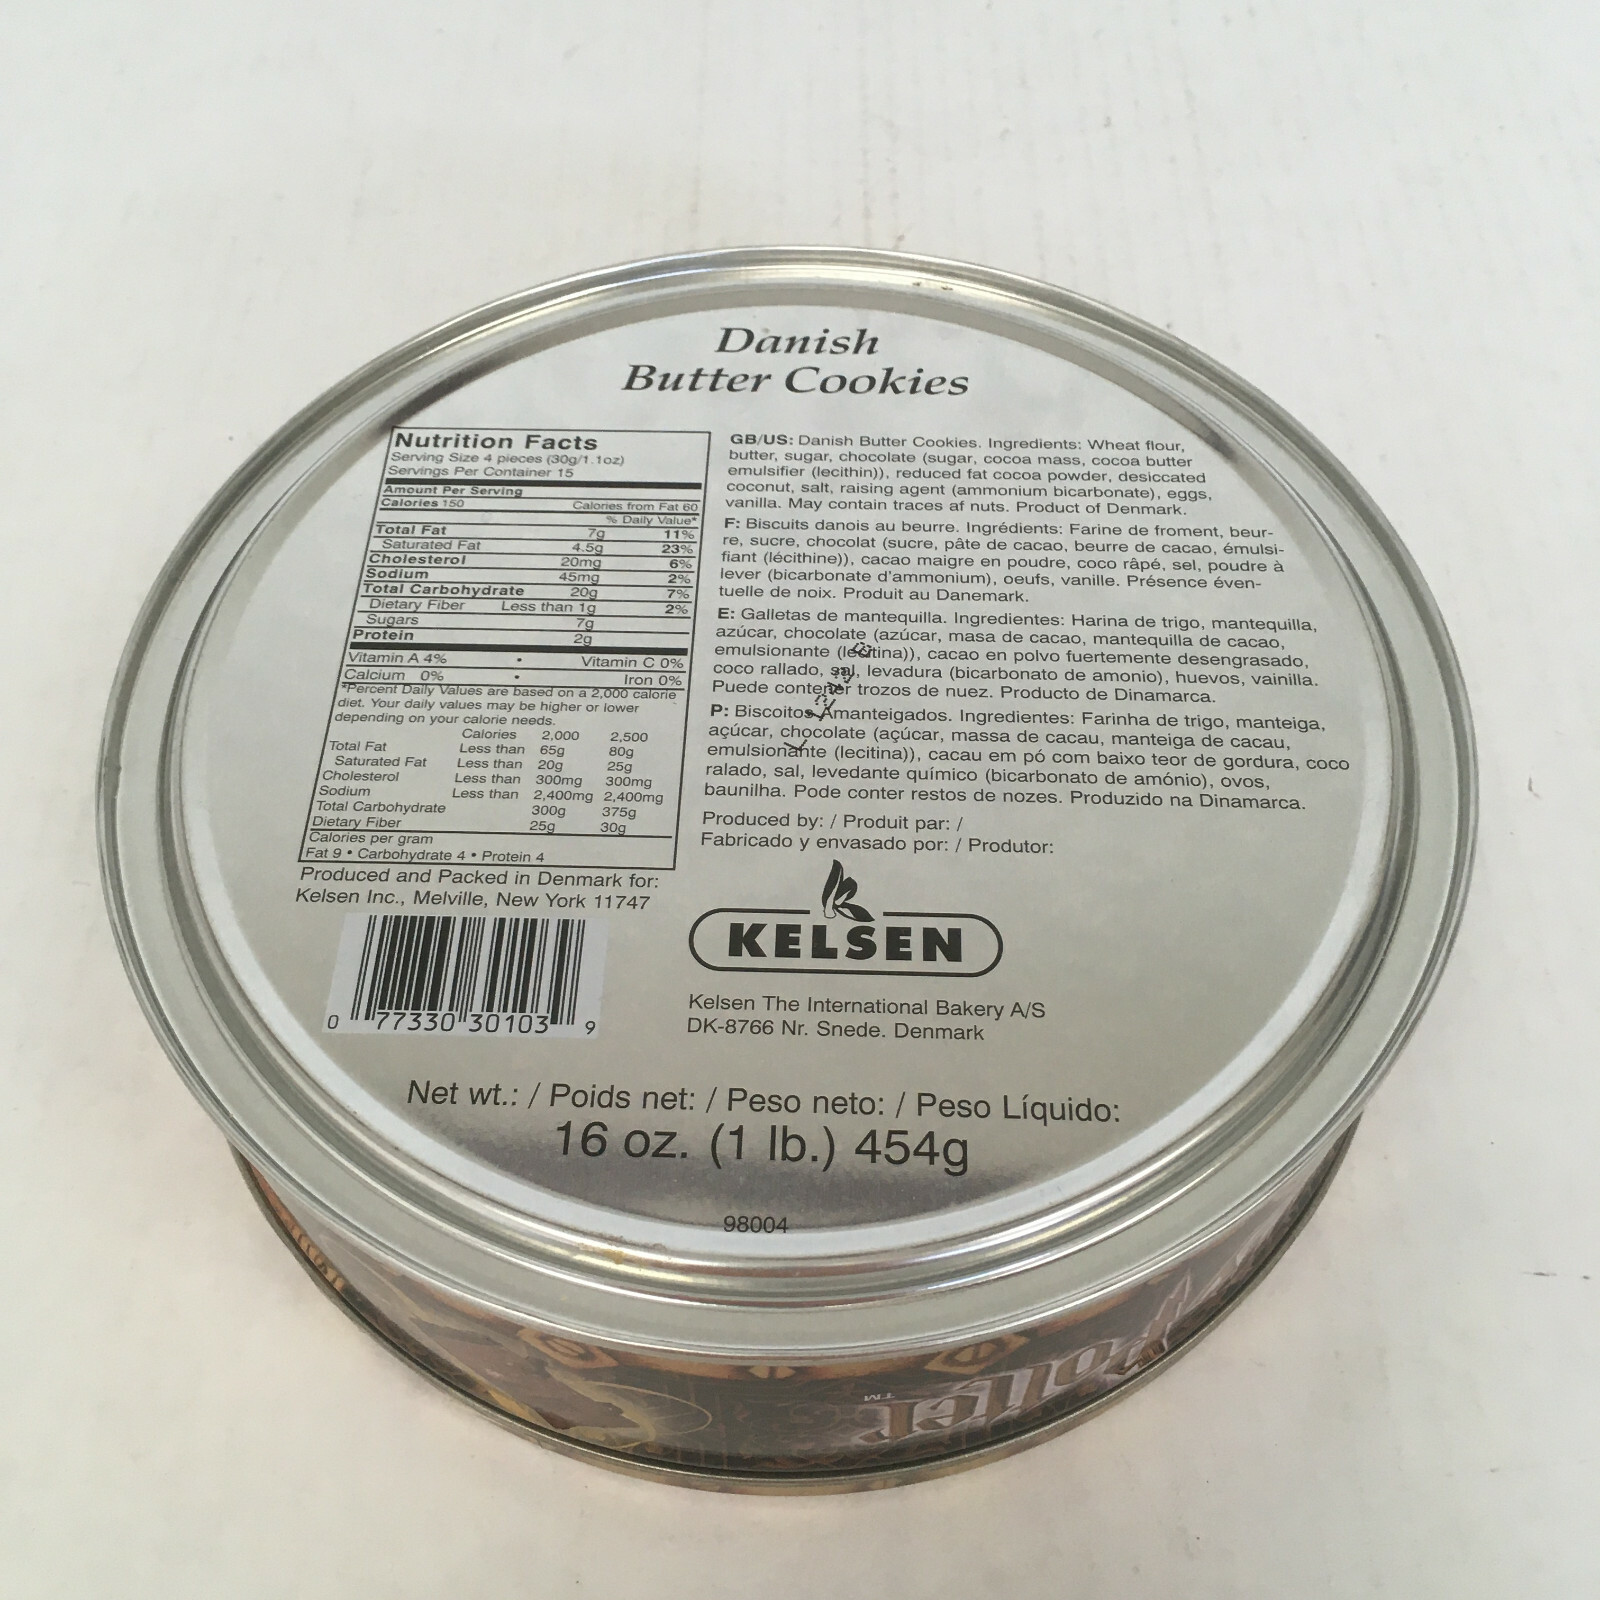 Danish
Butter Cookies
Nutrition Facts
Serving Size 4 pieces (30g/1.1oz)
Servings Per Container 15
Amount Per Serving
Calories 150 Calories from Fat 60
% Daily Value*
Total Fat 7g 11%
Saturated Fat 4.5g 23%
Cholesterol 20mg 6%
Sodium 45mg 2%
Total Carbohydrate 20g 7%
Dietary Fiber Less than 1g 2%
Sugars 7g
Protein 2g
Vitamin A 4% • Vitamin C 0%
Calcium 0% • Iron 0%
*Percent Daily Values are based on a 2,000 calorie
diet. Your daily values may be higher or lower
depending on your calorie needs.
Calories 2,000 2,500
Total Fat Less than 65g 80g
Saturated Fat Less than 20g 25g
Cholesterol Less than 300mg 300mg
Sodium Less than 2,400mg 2,400mg
Total Carbohydrate 300g 375g
Dietary Fiber 25g 30g
Calories per gram
Fat 9 • Carbohydrate 4 • Protein 4
Produced and Packed in Denmark for:
Kelsen Inc., Melville, New York 11747
0 77330 30103 9
GB/US: Danish Butter Cookies. Ingredients: Wheat flour,
butter, sugar, chocolate (sugar, cocoa mass, cocoa butter
emulsifier (lecithin)), reduced fat cocoa powder, desiccated
coconut, salt, raising agent (ammonium bicarbonate), eggs,
vanilla. May contain traces af nuts. Product of Denmark.
F: Biscuits danois au beurre. Ingrédients: Farine de froment, beur-
re, sucre, chocolat (sucre, pâte de cacao, beurre de cacao, émulsi-
fiant (lécithine)), cacao maigre en poudre, coco râpé, sel, poudre à
lever (bicarbonate d'ammonium), oeufs, vanille. Présence éven-
tuelle de noix. Produit au Danemark.
E: Galletas de mantequilla. Ingredientes: Harina de trigo, mantequilla,
azúcar, chocolate (azúcar, masa de cacao, mantequilla de cacao,
emulsionante (lecitina)), cacao en polvo fuertemente desengrasado,
coco rallado, sal, levadura (bicarbonato de amonio), huevos, vainilla.
Puede contener trozos de nuez. Producto de Dinamarca.
P: Biscoitos Amanteigados. Ingredientes: Farinha de trigo, manteiga,
açúcar, chocolate (açúcar, massa de cacau, manteiga de cacau,
emulsionante (lecitina)), cacau em pó com baixo teor de gordura, coco
ralado, sal, levedante químico (bicarbonato de amónio), ovos,
baunilha. Pode conter restos de nozes. Produzido na Dinamarca.
Produced by: / Produit par: /
Fabricado y envasado por: / Produtor:
KELSEN
Kelsen The International Bakery A/S
DK-8766 Nr. Snede. Denmark
Net wt.: / Poids net: / Peso neto: / Peso Líquido:
16 oz. (1 lb.) 454g
98004
Potter
TM